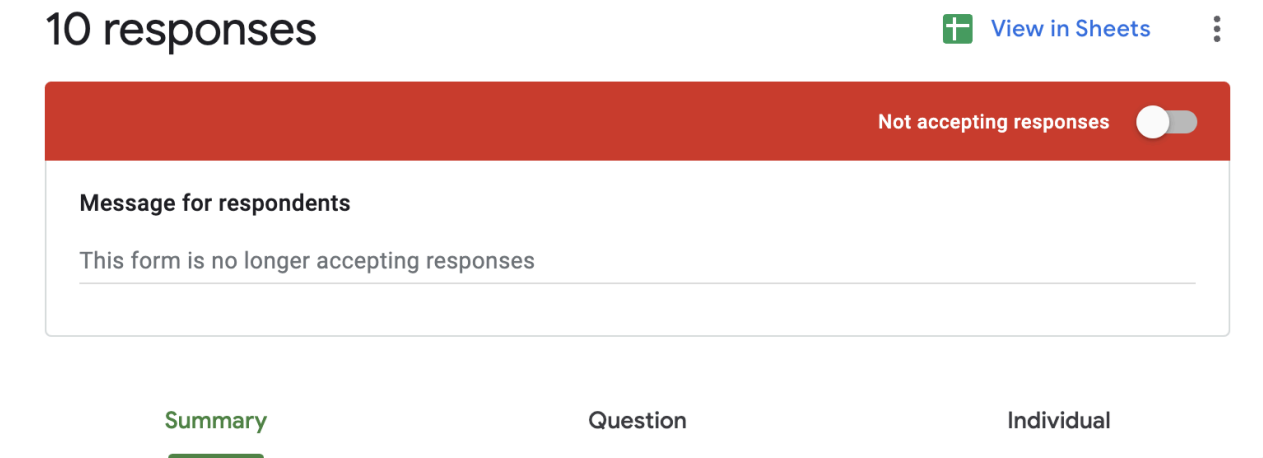 10 responses
View in Sheets
Not accepting responses
Message for respondents
This form is no longer accepting responses
Summary
Question
Individual